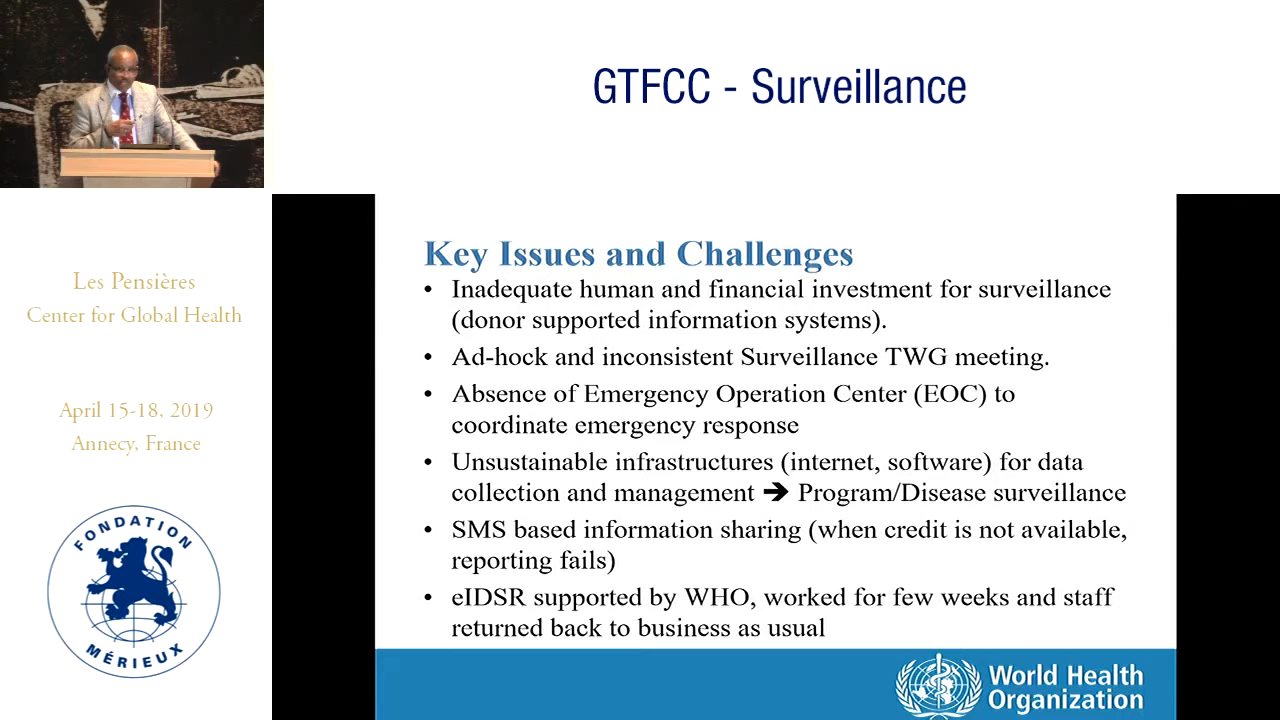 GTFCC - Surveillance
Les Pensières
Center for Global Health
April 15-18, 2019
Annecy, France
FONDATION
MÉRIEUX
Key Issues and Challenges
• Inadequate human and financial investment for surveillance
(donor supported information systems).
• Ad-hock and inconsistent Surveillance TWG meeting.
• Absence of Emergency Operation Center (EOC) to
coordinate emergency response
• Unsustainable infrastructures (internet, software) for data
collection and management ➔ Program/Disease surveillance
• SMS based information sharing (when credit is not available,
reporting fails)
• eIDSR supported by WHO, worked for few weeks and staff
returned back to business as usual
World Health
Organization